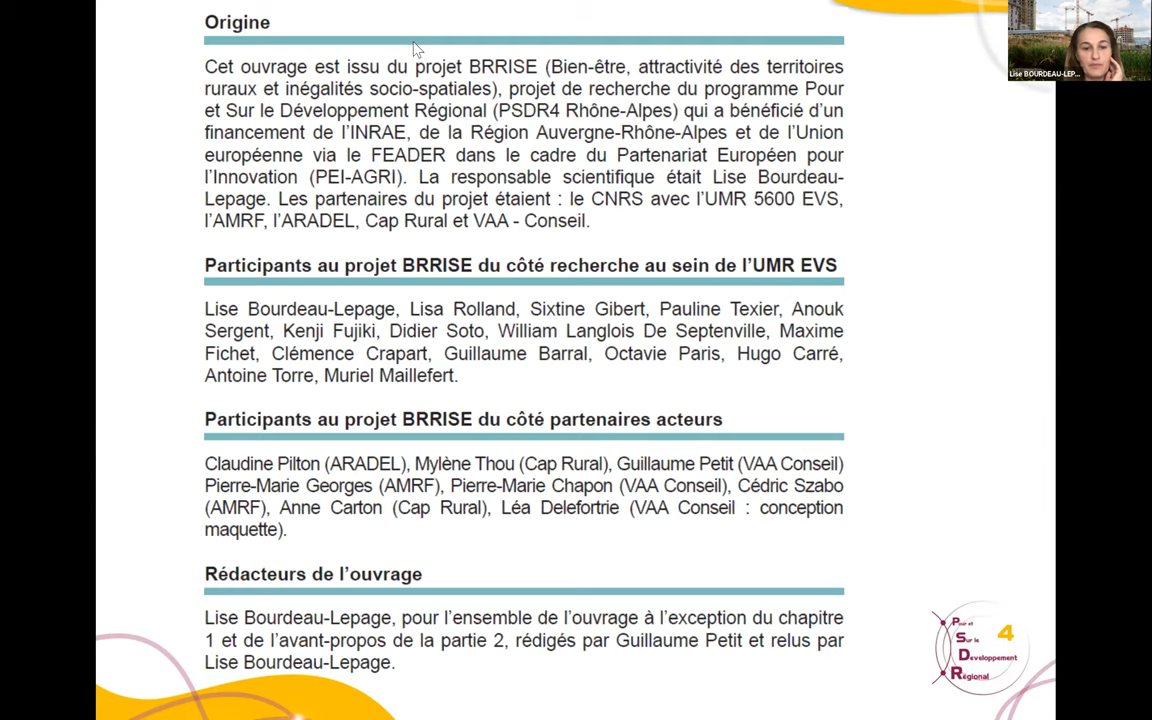 Origine
Cet ouvrage est issu du projet BRRISE (Bien-être, attractivité des territoires
ruraux et inégalités socio-spatiales), projet de recherche du programme Pour
et Sur le Développement Régional (PSDR4 Rhône-Alpes) qui a bénéficié d’un
financement de l’INRAE, de la Région Auvergne-Rhône-Alpes et de l’Union
européenne via le FEADER dans le cadre du Partenariat Européen pour
l’Innovation (PEI-AGRI). La responsable scientifique était Lise Bourdeau-
Lepage. Les partenaires du projet étaient : le CNRS avec l’UMR 5600 EVS,
l’AMRF, l’ARADEL, Cap Rural et VAA - Conseil.
Participants au projet BRRISE du côté recherche au sein de l’UMR EVS
Lise Bourdeau-Lepage, Lisa Rolland, Sixtine Gibert, Pauline Texier, Anouk
Sergent, Kenji Fujiki, Didier Soto, William Langlois De Septenville, Maxime
Fichet, Clémence Crapart, Guillaume Barral, Octavie Paris, Hugo Carré,
Antoine Torre, Muriel Maillefert.
Participants au projet BRRISE du côté partenaires acteurs
Claudine Pilton (ARADEL), Mylène Thou (Cap Rural), Guillaume Petit (VAA Conseil)
Pierre-Marie Georges (AMRF), Pierre-Marie Chapon (VAA Conseil), Cédric Szabo
(AMRF), Anne Carton (Cap Rural), Léa Delefortrie (VAA Conseil : conception
maquette).
Rédacteurs de l’ouvrage
Lise Bourdeau-Lepage, pour l’ensemble de l’ouvrage à l’exception du chapitre
1 et de l’avant-propos de la partie 2, rédigés par Guillaume Petit et relus par
Lise Bourdeau-Lepage.
Lise BOURDEAU-LEP...
Pour et
Sur le 4
Developpement
Régional